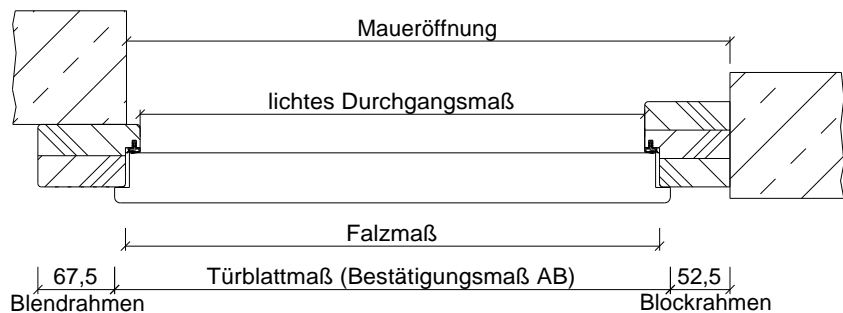 Maueröffnung
lichtes Durchgangsmaß
Falzmaß
67,5 Türblattmaß (Bestätigungsmaß AB) 52,5
Blendrahmen Blockrahmen